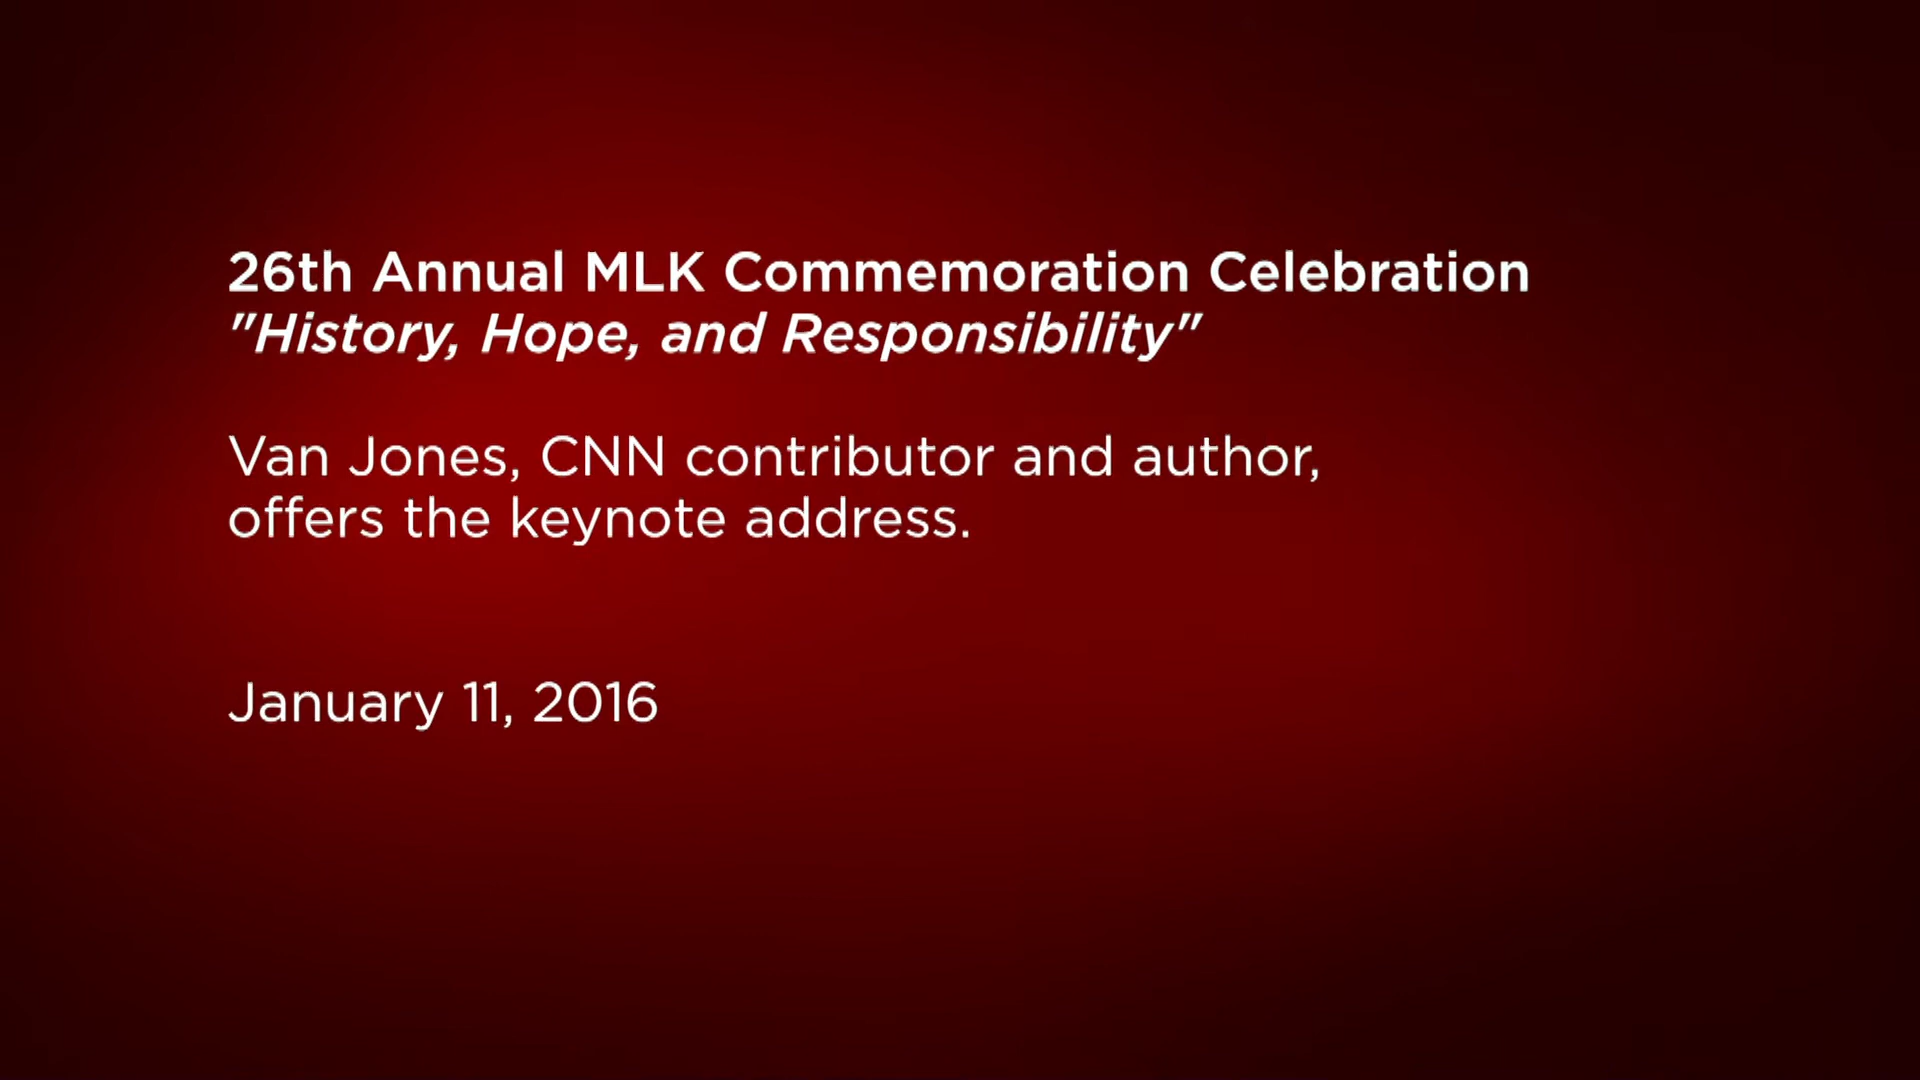 26th Annual MLK Commemoration Celebration
"History, Hope, and Responsibility"
Van Jones, CNN contributor and author,
offers the keynote address.
January 11, 2016